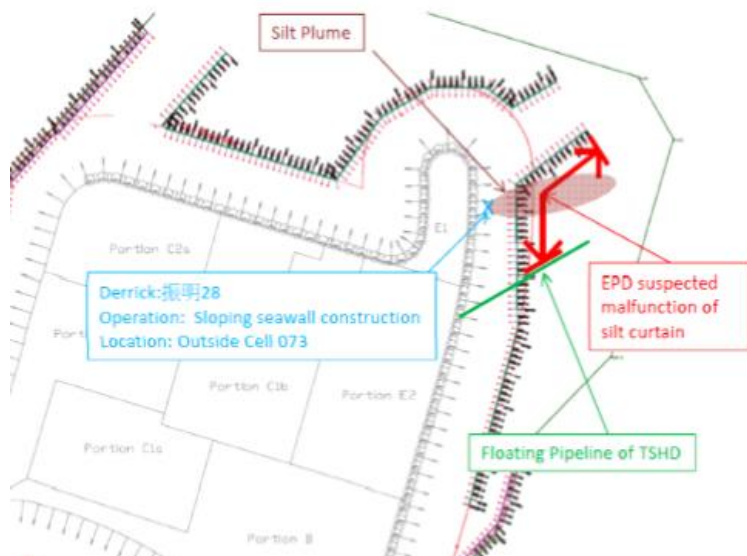 Silt Plume
E1
Portion C2a
Derrick:振明28
Operation: Sloping seawall construction
Location: Outside Cell 073
EPD suspected
malfunction of
silt curtain
Portion C1b
Portion E2
Portion C1a
Floating Pipeline of TSHD
Portion B